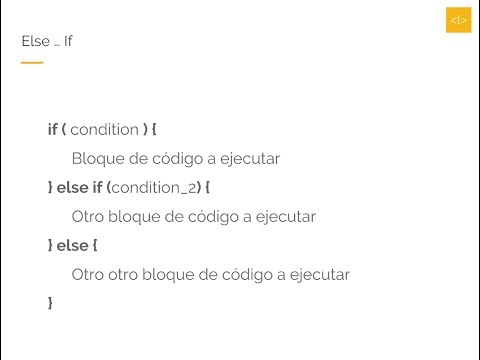 <I>
Else ... If
if ( condition ) {
Bloque de código a ejecutar
} else if (condition_2) {
Otro bloque de código a ejecutar
} else {
Otro otro bloque de código a ejecutar
}